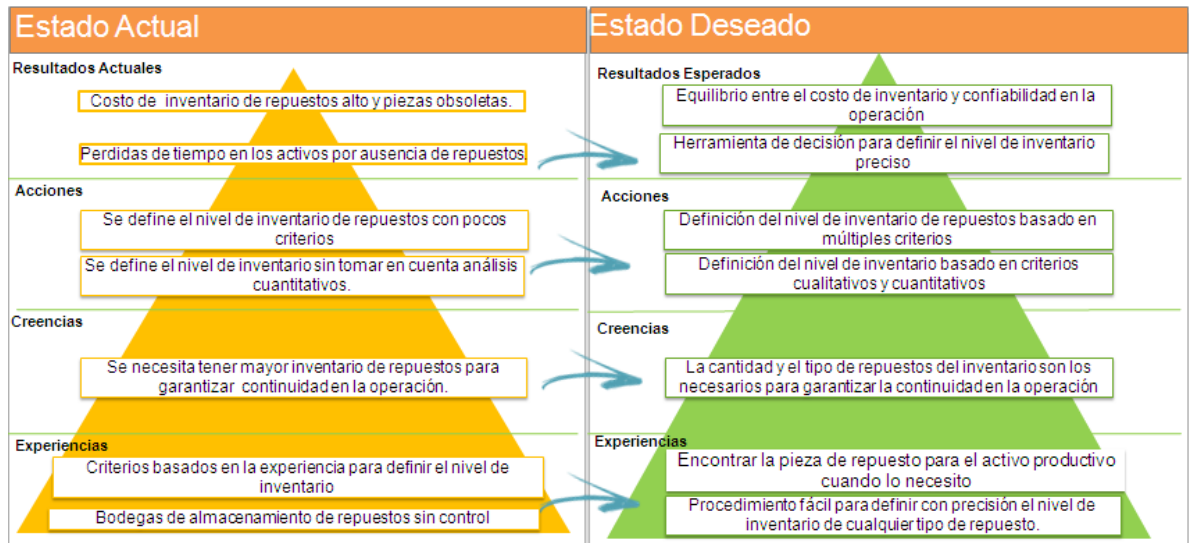 Estado Actual
Resultados Actuales
Costo de inventario de repuestos alto y piezas obsoletas.
Perdidas de tiempo en los activos por ausencia de repuestos.
Acciones
Se define el nivel de inventario de repuestos con pocos
criterios
Se define el nivel de inventario sin tomar en cuenta análisis
cuantitativos.
Creencias
Se necesita tener mayor inventario de repuestos para
garantizar continuidad en la operación.
Experiencias
Criterios basados en la experiencia para definir el nivel de
inventario
Bodegas de almacenamiento de repuestos sin control
Estado Deseado
Resultados Esperados
Equilibrio entre el costo de inventario y confiabilidad en la
operación
Herramienta de decisión para definir el nivel de inventario
preciso
Acciones
Definición del nivel de inventario de repuestos basado en
múltiples criterios
Definición del nivel de inventario basado en criterios
cualitativos y cuantitativos
Creencias
La cantidad y el tipo de repuestos del inventario son los
necesarios para garantizar la continuidad en la operación
Experiencias
Encontrar la pieza de repuesto para el activo productivo
cuando lo necesito
Procedimiento fácil para definir con precisión el nivel de
inventario de cualquier tipo de repuesto.